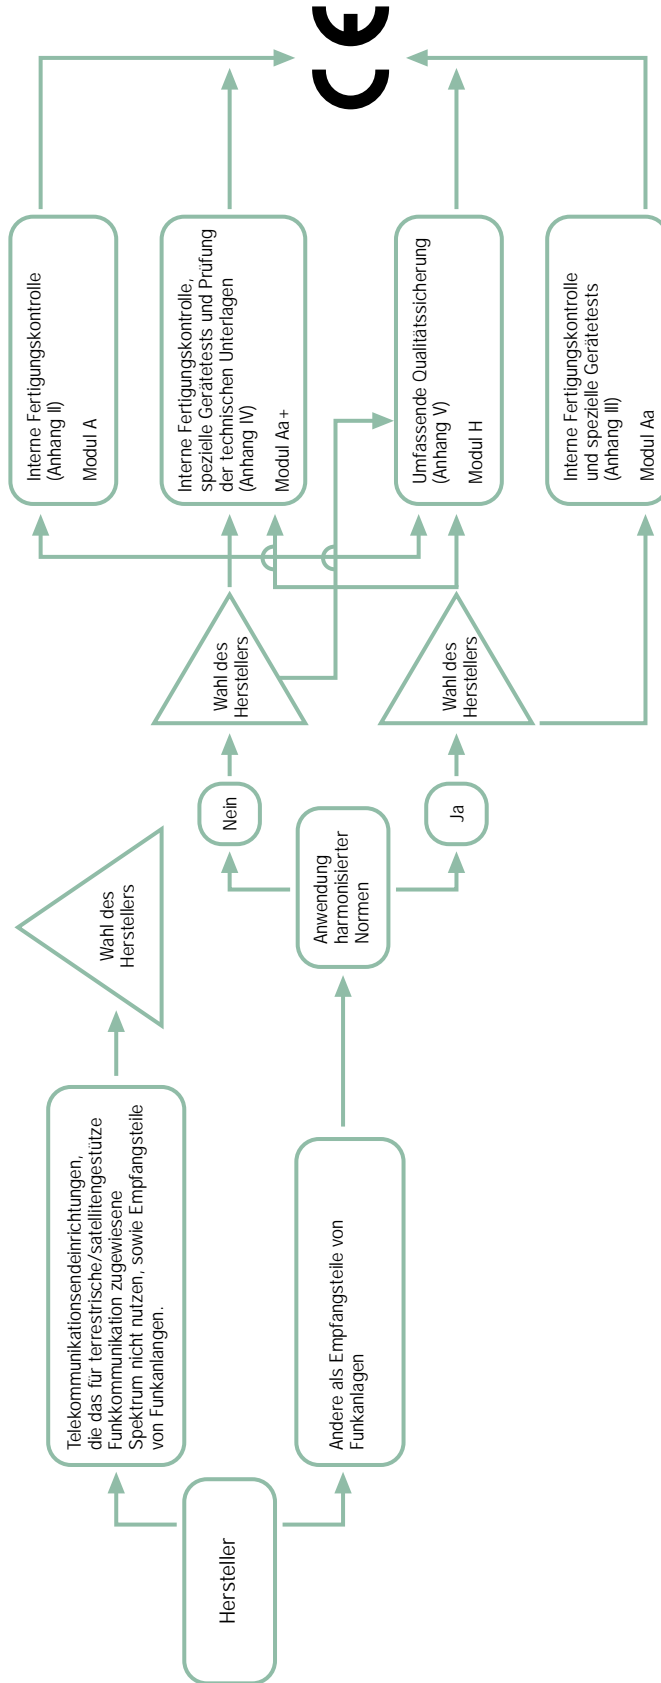 Hersteller
Telekommunikationsendeinrichtungen,
die das für terrestrische/satellitengestütze
Funkkommunikation zugewiesene
Spektrum nicht nutzen, sowie Empfangsteile
von Funkanlangen.
Andere als Empfangsteile von
Funkanlagen
Wahl des
Herstellers
Anwendung
harmonisierter
Normen
Nein
Ja
Wahl des
Herstellers
Wahl des
Herstellers
Interne Fertigungskontrolle
(Anhang II)
Modul A
Interne Fertigungskontrolle,
spezielle Gerätetests und Prüfung
der technischen Unterlagen
(Anhang IV)
Modul Aa+
Umfassende Qualitätssicherung
(Anhang V)
Modul H
Interne Fertigungskontrolle
und spezielle Gerätetests
(Anhang III)
Modul Aa
CE